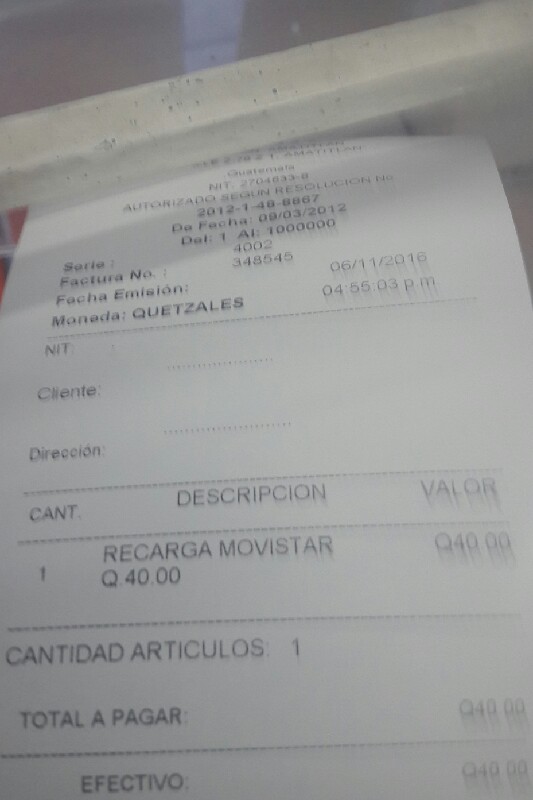 AMATITLAN
Guatemala
NIT. 2704633-8
AUTORIZADO SEGUN RESOLUCION No
2012-1-48-8867
De Fecha: 09/03/2012
Del: 1 Al: 1000000
Serie : 4002
Factura No. : 348545
Fecha Emisión: 06/11/2016
Moneda: QUETZALES 04:55:03 p.m
NIT :
Cliente:
Dirección:
CANT. DESCRIPCION VALOR
1 RECARGA MOVISTAR Q40.00
Q.40.00
CANTIDAD ARTICULOS: 1
TOTAL A PAGAR: Q40.00
EFECTIVO: Q40.00